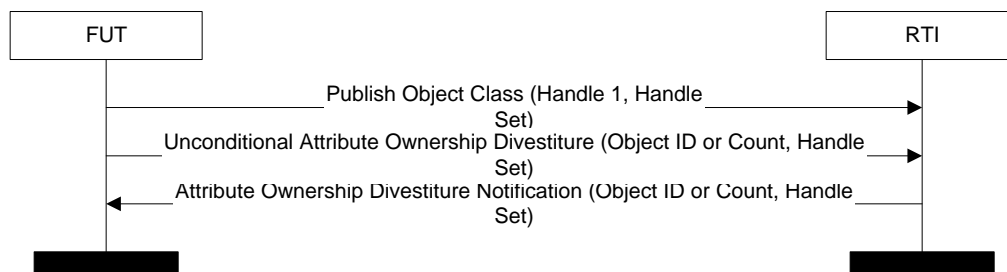 FUT
RTI
Publish Object Class (Handle 1, Handle
Set)
Unconditional Attribute Ownership Divestiture (Object ID or Count, Handle
Set)
Attribute Ownership Divestiture Notification (Object ID or Count, Handle
Set)